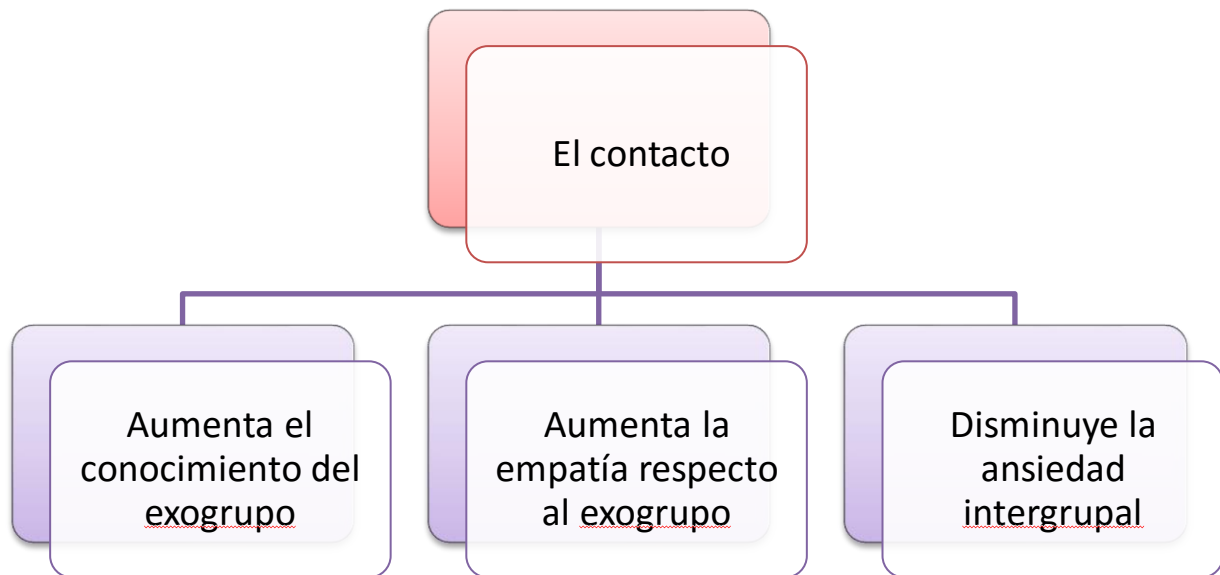 El contacto
Aumenta el
conocimiento del
exogrupo
Aumenta la
empatía respecto
al exogrupo
Disminuye la
ansiedad
intergrupal